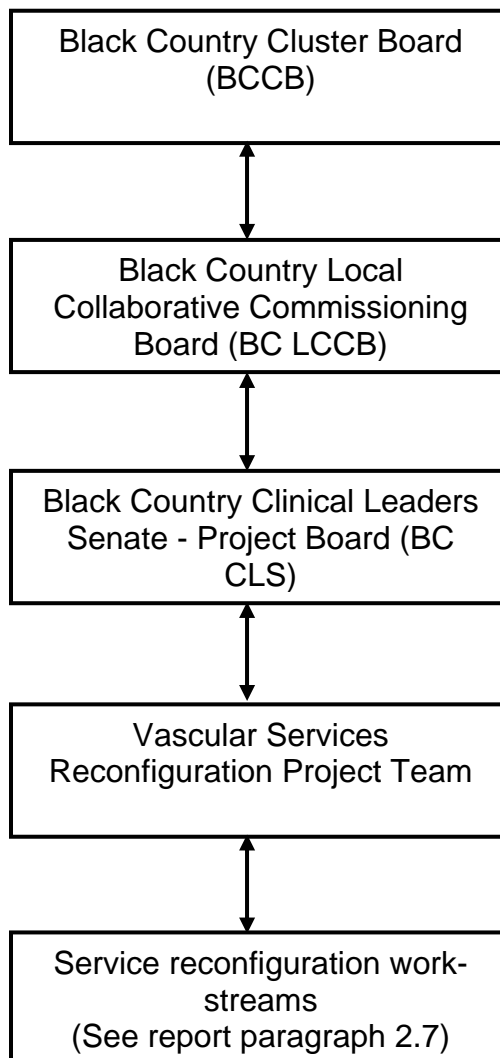 Black Country Cluster Board
(BCCB)
Black Country Local
Collaborative Commissioning
Board (BC LCCB)
Black Country Clinical Leaders
Senate - Project Board (BC
CLS)
Vascular Services
Reconfiguration Project Team
Service reconfiguration work-
streams
(See report paragraph 2.7)